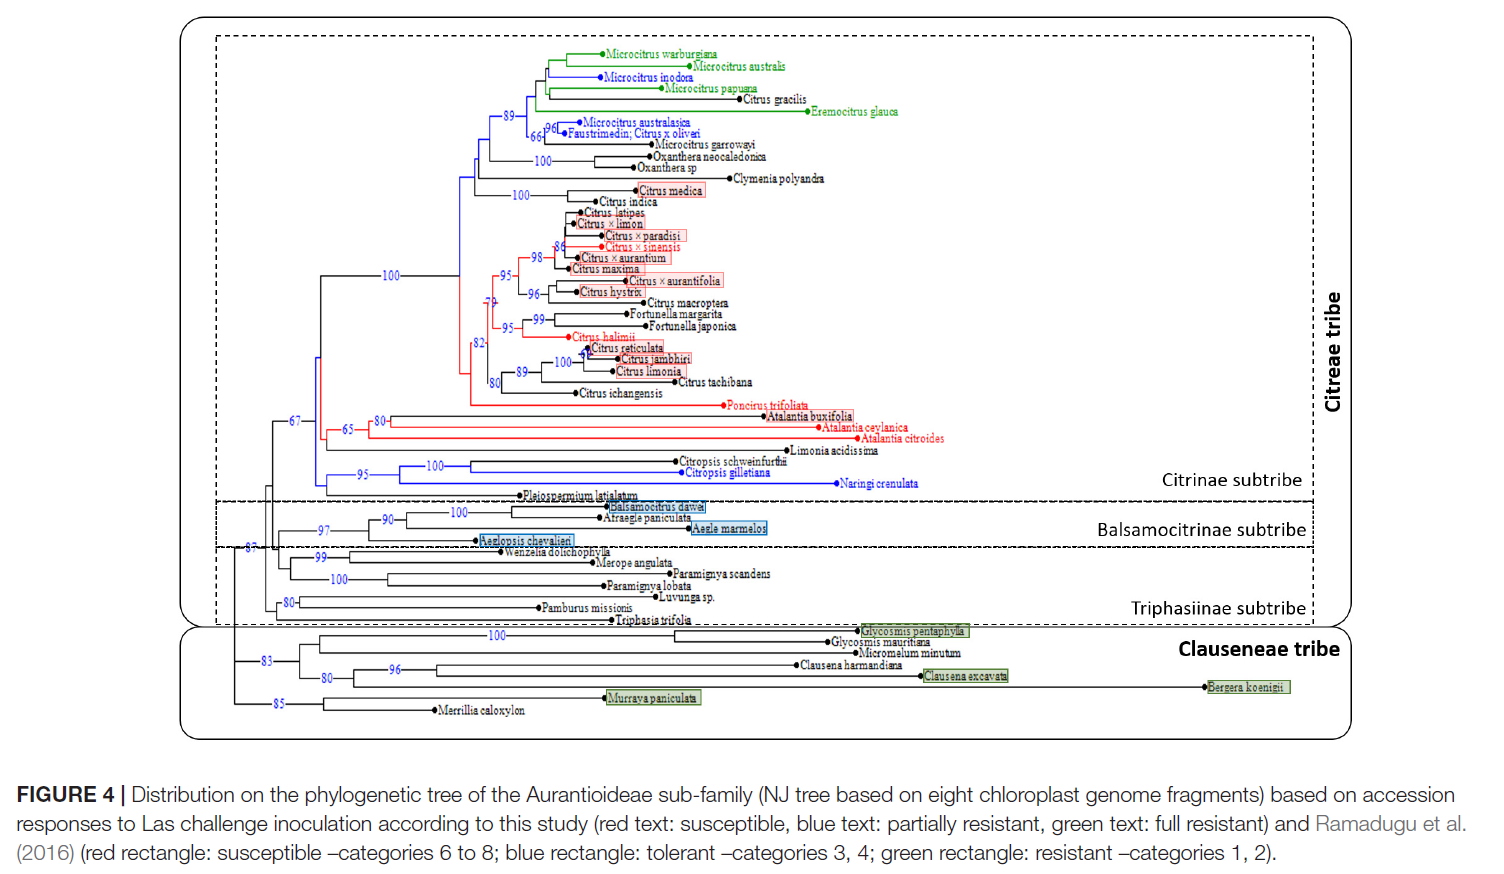 Microcitrus warburgiana
Microcitrus australis
Microcitrus inodora
Microcitrus papuana
Citrus gracilis
Eremocitrus glauca
89
Microcitrus australasica
96
Faustrimedin; Citrus x oliveri
66
Microcitrus garrowayi
Oxanthera neocaledonica
100
Oxanthera sp
Clymenia polyandra
Citrus medica
100
Citrus indica
Citrus latipes
Citrus × limon
Citrus × paradisi
86
Citrus × sinensis
98
Citrus × aurantium
Citrus maxima
100
95
Citrus × aurantifolia
96
Citrus hystrix
79
Citrus macroptera
Fortunella margarita
99
95
Fortunella japonica
Citrus halimii
82
Citrus reticulata
Citrus jambhiri
100
89
Citrus limonia
80
Citrus tachibana
Citrus ichangensis
Poncirus trifoliata
Atalantia buxifolia
67
80
65
Atalantia ceylanica
Atalantia citroides
Limonia acidissima
Citropsis schweinfurthii
100
95
Citropsis gilletiana
Naringi crenulata
Citrinae subtribe
Citreae tribe
Pleiospermium latialatum
Balsamocitrus dawei
100
90
Afraegle paniculata
97
Aegle marmelos
Balsamocitrinae subtribe
Aeglopsis chevalieri
87
Wenzelia dolichophylla
99
Merope angulata
Paramignya scandens
100
Paramignya lobata
Luvunga sp.
80
Pamburus missionis
Triphasiinae subtribe
Triphasia trifolia
Glycosmis pentaphylla
100
Glycosmis mauritiana
Clauseneae tribe
Micromelum minutum
83
Clausena harmandiana
96
80
Clausena excavata
Bergera koenigii
Murraya paniculata
85
Merrillia caloxylon
FIGURE 4 | Distribution on the phylogenetic tree of the Aurantioideae sub-family (NJ tree based on eight chloroplast genome fragments) based on accession
responses to Las challenge inoculation according to this study (red text: susceptible, blue text: partially resistant, green text: full resistant) and Ramadugu et al.
(2016) (red rectangle: susceptible –categories 6 to 8; blue rectangle: tolerant –categories 3, 4; green rectangle: resistant –categories 1, 2).